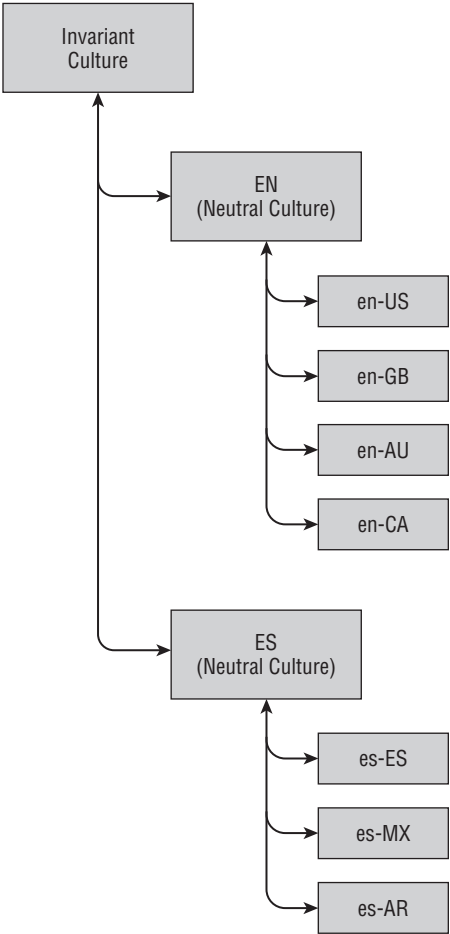 Invariant
Culture
EN
(Neutral Culture)
en-US
en-GB
en-AU
en-CA
ES
(Neutral Culture)
es-ES
es-MX
es-AR